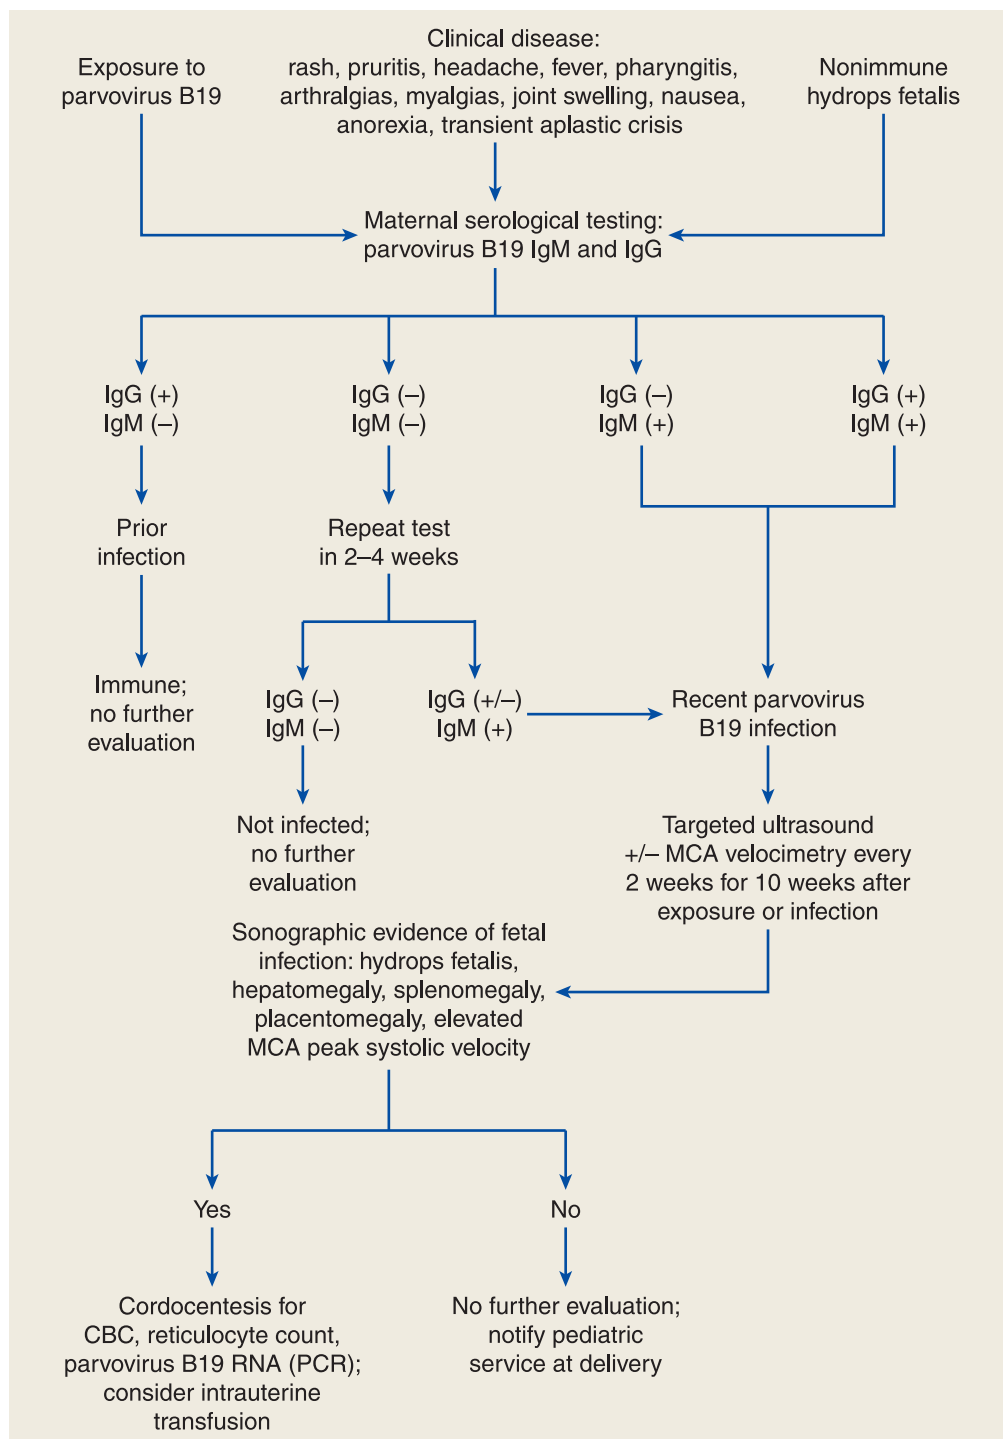 Exposure to
parvovirus B19
Clinical disease:
rash, pruritis, headache, fever, pharyngitis,
arthralgias, myalgias, joint swelling, nausea,
anorexia, transient aplastic crisis
Nonimmune
hydrops fetalis
Maternal serological testing:
parvovirus B19 IgM and IgG
IgG (+)
IgM (–)
IgG (–)
IgM (–)
IgG (–)
IgM (+)
IgG (+)
IgM (+)
Prior
infection
Repeat test
in 2–4 weeks
Immune;
no further
evaluation
IgG (–)
IgM (–)
IgG (+/–)
IgM (+)
Recent parvovirus
B19 infection
Not infected;
no further
evaluation
Targeted ultrasound
+/– MCA velocimetry every
2 weeks for 10 weeks after
exposure or infection
Sonographic evidence of fetal
infection: hydrops fetalis,
hepatomegaly, splenomegaly,
placentomegaly, elevated
MCA peak systolic velocity
Yes
No
Cordocentesis for
CBC, reticulocyte count,
parvovirus B19 RNA (PCR);
consider intrauterine
transfusion
No further evaluation;
notify pediatric
service at delivery